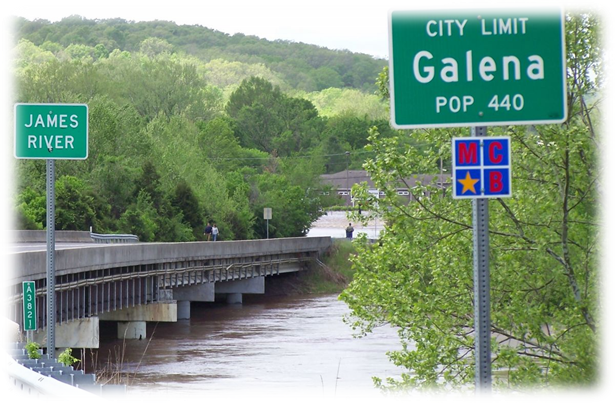 JAMES
RIVER
CITY LIMIT
Galena
POP 440
M C
B
A3821